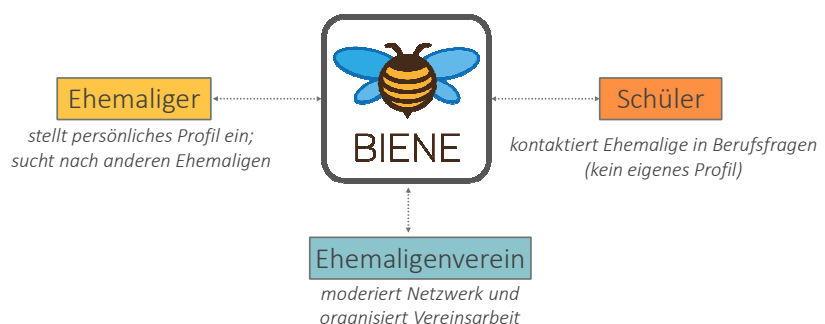 Ehemaliger
stellt persönliches Profil ein;
sucht nach anderen Ehemaligen
BIENE
Schüler
kontaktiert Ehemalige in Berufsfragen
(kein eigenes Profil)
Ehemaligenverein
moderiert Netzwerk und
organisiert Vereinsarbeit